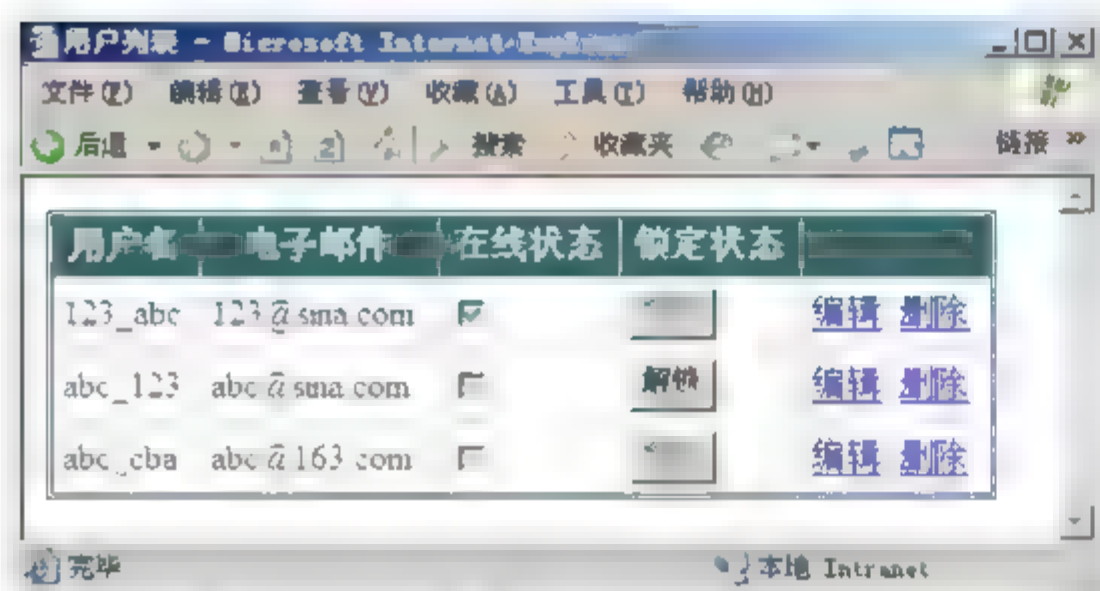 用户列表 - Microsoft Internet Explorer
文件(F) 编辑(E) 查看(V) 收藏(A) 工具(T) 帮助(H)
后退 搜索 收藏夹 链接 »
用户名 电子邮件 在线状态 锁定状态
123_abc 123@sina.com 编辑 删除
abc_123 abc@sina.com 解锁 编辑 删除
abc_cba abc@163.com 编辑 删除
完毕 本地 Intranet